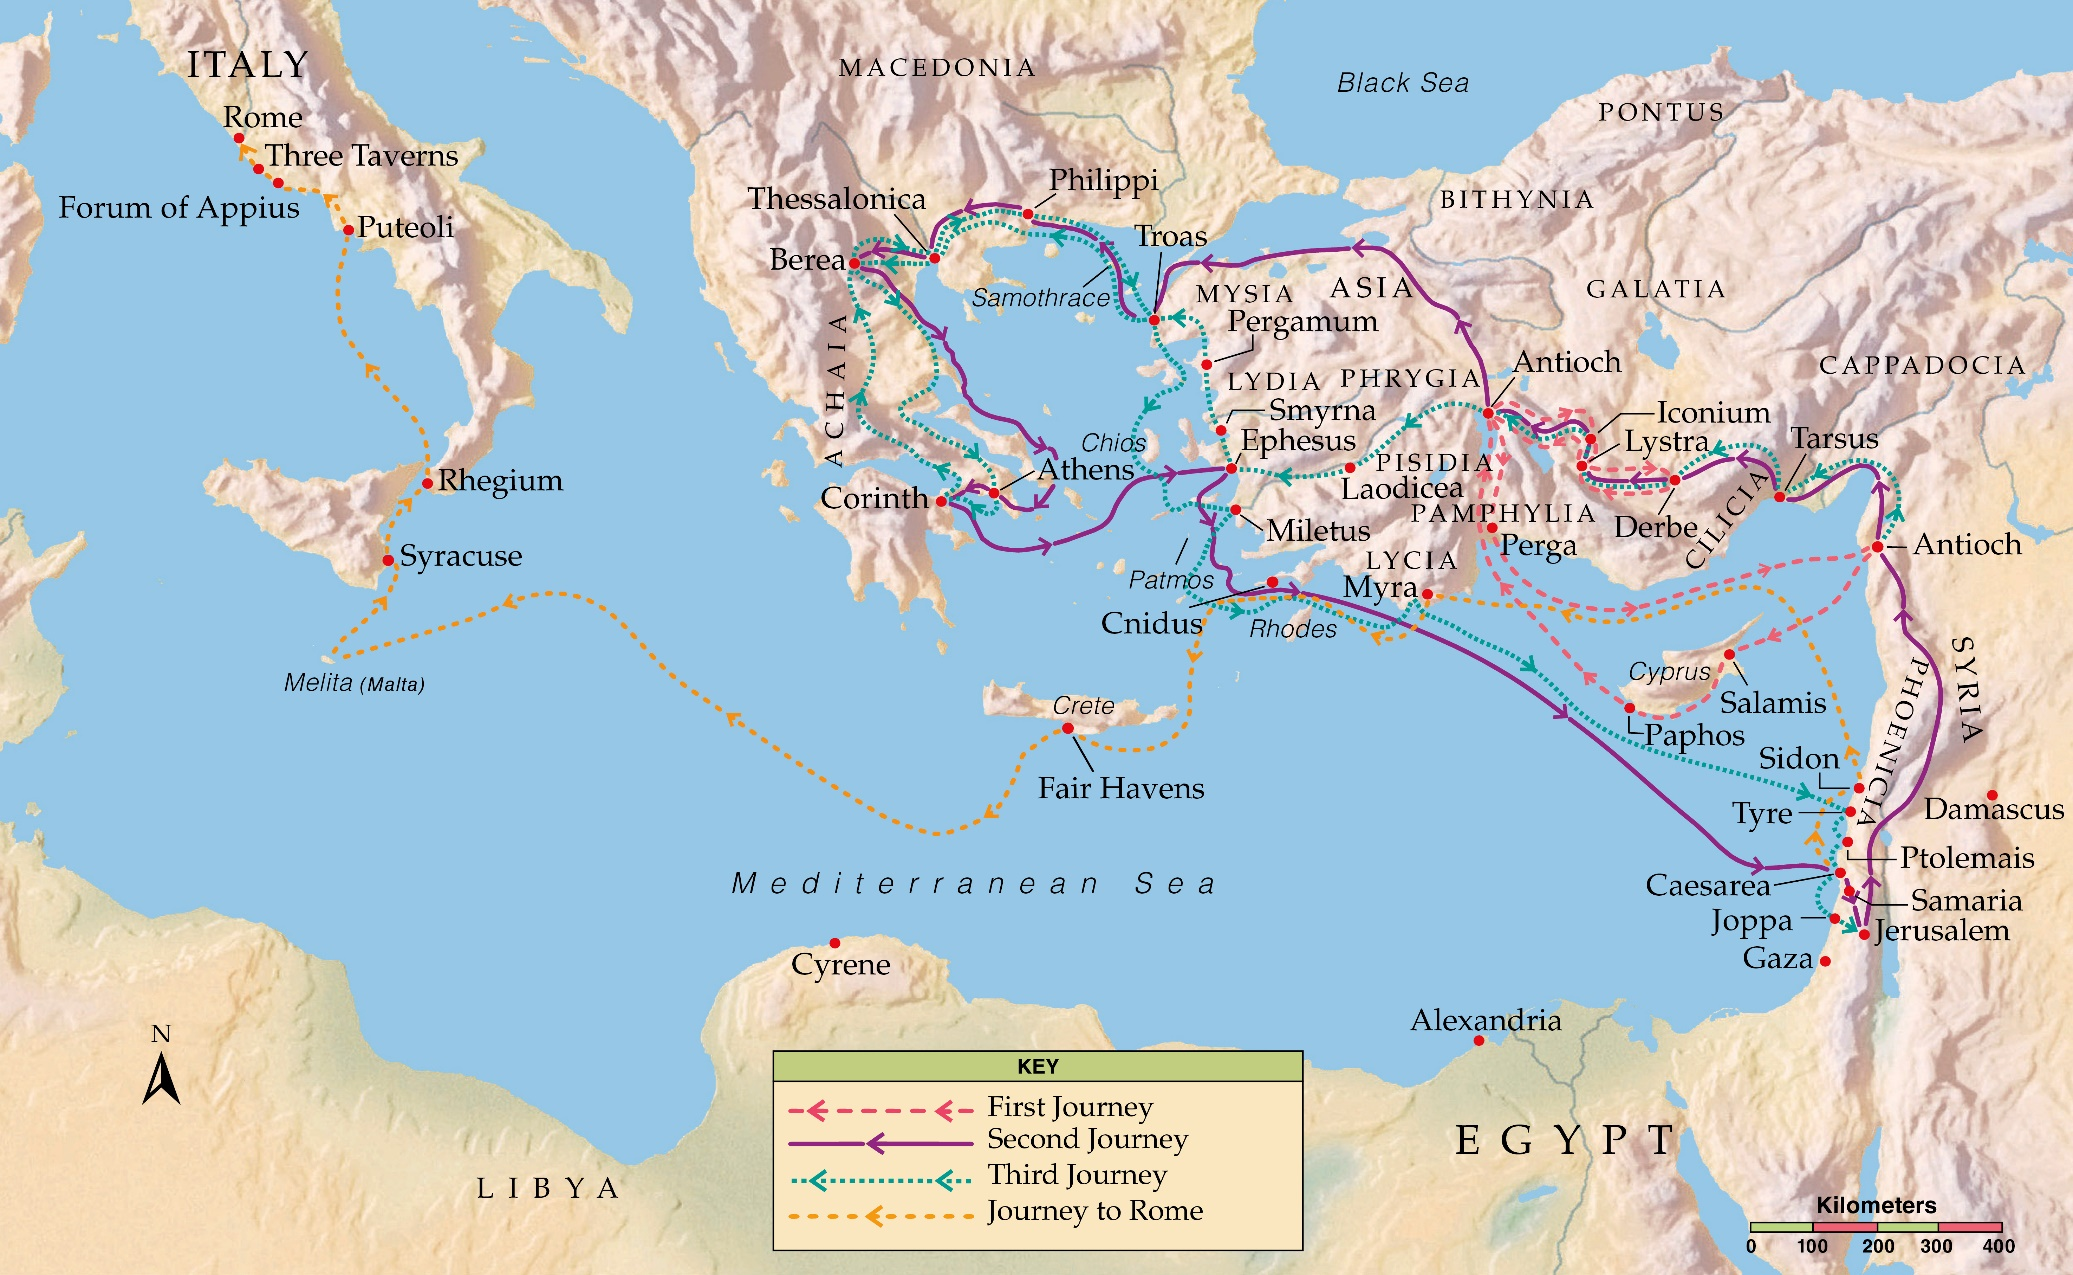 ITALY
MACEDONIA
Black Sea
PONTUS
Rome
Three Taverns
Forum of Appius
Puteoli
Thessalonica
Philippi
BITHYNIA
Troas
Berea
Samothrace
MYSIA
ASIA
GALATIA
Pergamum
ACHAIA
LYDIA
PHRYGIA
Antioch
CAPPADOCIA
Smyrna
Iconium
Chios
Ephesus
Lystra
Tarsus
Athens
PISIDIA
Rhegium
Corinth
Laodicea
PAMPHYLIA
CILICIA
Miletus
Derbe
Perga
Antioch
Syracuse
LYCIA
Patmos
Myra
Cnidus
Rhodes
SYRIA
Melita (Malta)
Cyprus
PHOENICIA
Crete
Salamis
Paphos
Sidon
Fair Havens
Tyre
Damascus
Ptolemais
Mediterranean Sea
Caesarea
Samaria
Joppa
Jerusalem
Cyrene
Gaza
Alexandria
N
KEY
First Journey
Second Journey
Third Journey
Journey to Rome
EGYPT
LIBYA
Kilometers
0 100 200 300 400